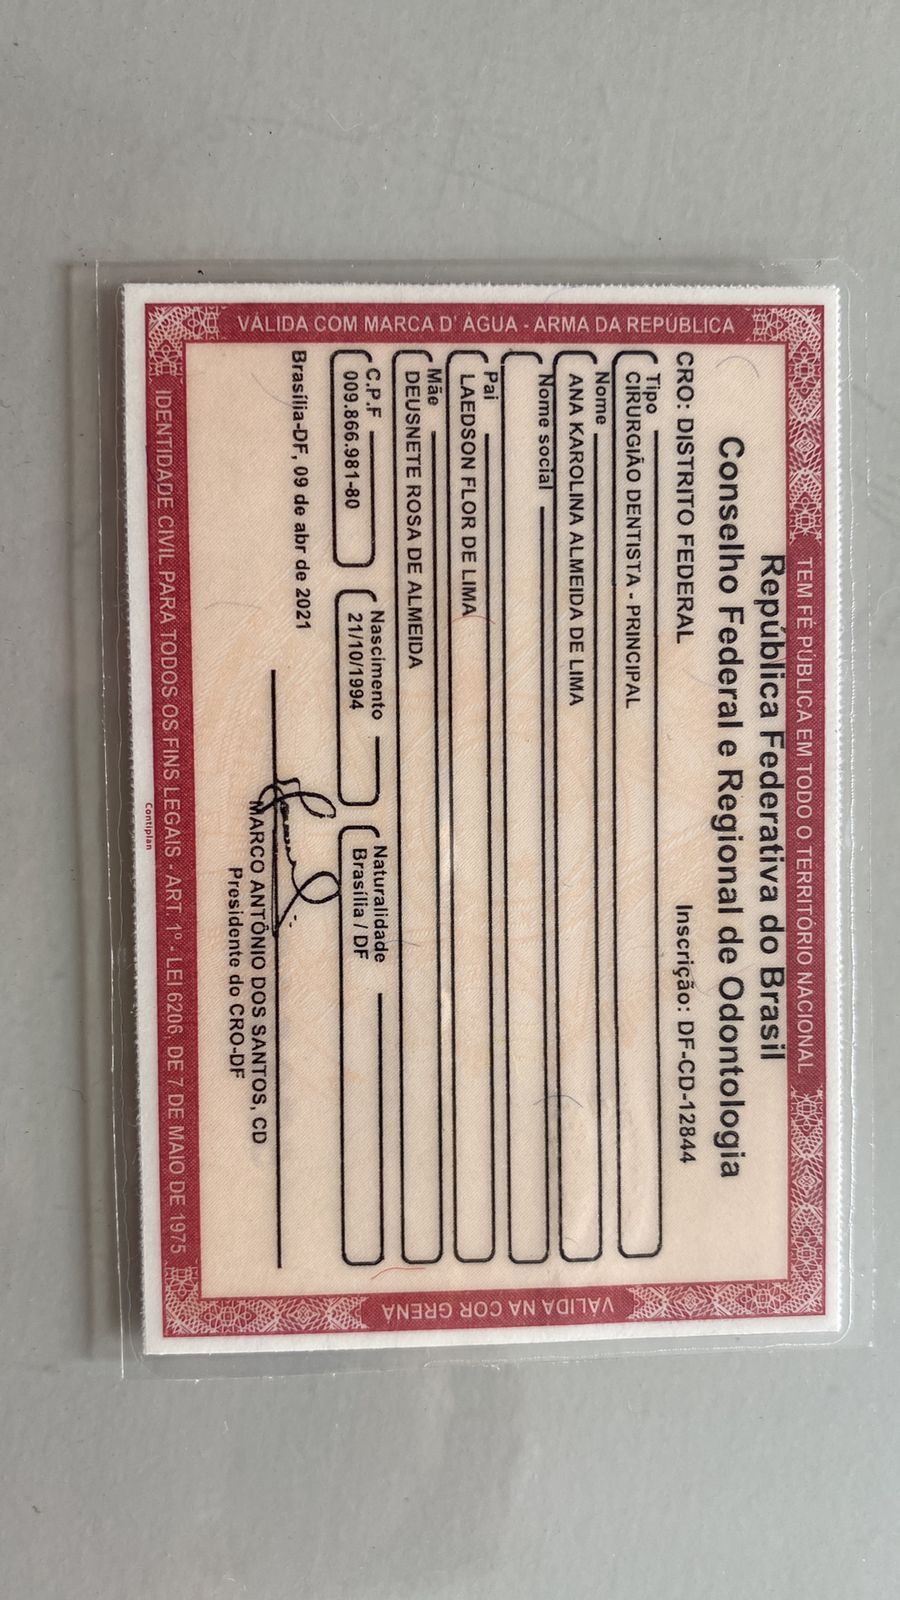 VÁLIDA COM MARCA D' ÁGUA - ARMA DA REPÚBLICA
TEM FÉ PÚBLICA EM TODO O TERRITÓRIO NACIONAL
República Federativa do Brasil
Conselho Federal e Regional de Odontologia
CRO: DISTRITO FEDERAL Inscrição: DF-CD-12844
Tipo
CIRURGIÃO DENTISTA - PRINCIPAL
Nome
ANA KAROLINA ALMEIDA DE LIMA
Nome social
Pai
LAEDSON FLOR DE LIMA
Mãe
DEUSNETE ROSA DE ALMEIDA
C.P.F Nascimento Naturalidade
009.866.981-80 21/10/1994 Brasília / DF
Brasília-DF, 09 de abr de 2021
MARCO ANTÔNIO DOS SANTOS, CD
Presidente do CRO-DF
IDENTIDADE CIVIL PARA TODOS OS FINS LEGAIS - ART. 1º - LEI 6206, DE 7 DE MAIO DE 1975
VÁLIDA NA COR GRENÁ
Contiplan